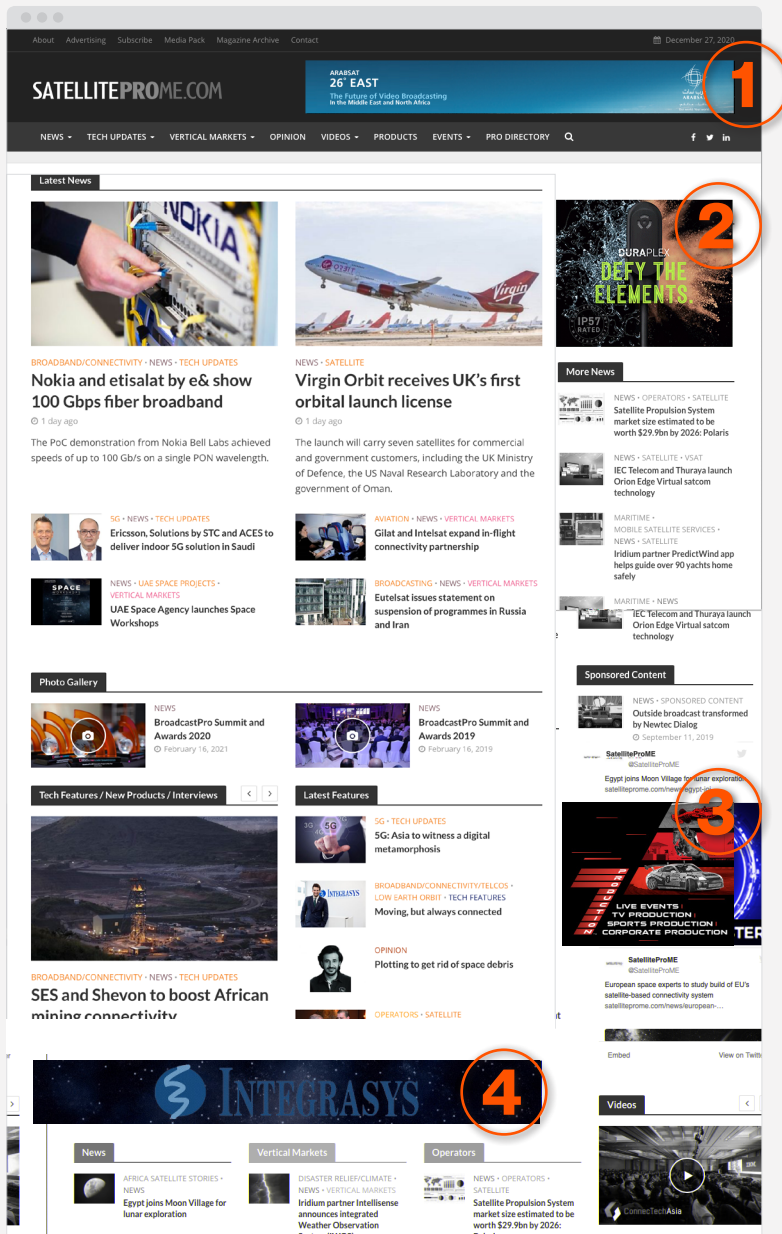 About Advertising Subscribe Media Pack Magazine Archive Contact
December 27, 2020
SATELLITEPROME.COM
ARABSAT
26° EAST
The Future of Video Broadcasting
In the Middle East and North Africa
1
NEWS TECH UPDATES VERTICAL MARKETS OPINION VIDEOS PRODUCTS EVENTS PRO DIRECTORY
Latest News
NOKIA
Virgin
BROADBAND/CONNECTIVITY • NEWS • TECH UPDATES
Nokia and etisalat by e& show
100 Gbps fiber broadband
1 day ago
The PoC demonstration from Nokia Bell Labs achieved
speeds of up to 100 Gb/s on a single PON wavelength.
NEWS • SATELLITE
Virgin Orbit receives UK's first
orbital launch license
1 day ago
The launch will carry seven satellites for commercial
and government customers, including the UK Ministry
of Defence, the US Naval Research Laboratory and the
government of Oman.
5G • NEWS • TECH UPDATES
Ericsson, Solutions by STC and ACES to
deliver indoor 5G solution in Saudi
AVIATION • NEWS • VERTICAL MARKETS
Gilat and Intelsat expand in-flight
connectivity partnership
SPACE
NEWS • UAE SPACE PROJECTS •
VERTICAL MARKETS
UAE Space Agency launches Space
Workshops
BROADCASTING • NEWS • VERTICAL MARKETS
Eutelsat issues statement on
suspension of programmes in Russia
and Iran
2
DURAPLEX
DEFY THE
ELEMENTS.
IP57
RATED
More News
NEWS • OPERATORS • SATELLITE
Satellite Propulsion System
market size estimated to be
worth $29.9bn by 2026: Polaris
NEWS • SATELLITE • VSAT
IEC Telecom and Thuraya launch
Orion Edge Virtual satcom
technology
MARITIME •
MOBILE SATELLITE SERVICES •
NEWS • SATELLITE
Iridium partner PredictWind app
helps guide over 90 yachts home
safely
MARITIME • NEWS
IEC Telecom and Thuraya launch
Orion Edge Virtual satcom
technology
Photo Gallery
NEWS
BroadcastPro Summit and
Awards 2020
February 16, 2021
NEWS
BroadcastPro Summit and
Awards 2019
February 16, 2019
Sponsored Content
NEWS • SPONSORED CONTENT
Outside broadcast transformed
by Newtec Dialog
September 11, 2019
SatelliteProME
@SatelliteProME
Egypt joins Moon Village for lunar exploration
3
PRODUCTION
LIVE EVENTS
TV PRODUCTION
SPORTS PRODUCTION
CORPORATE PRODUCTION
TER
SatelliteProME
@SatelliteProME
European space experts to study build of EU's
satellite-based connectivity system
satelliteprome.com/news/european-...
Embed
View on Twitt
Tech Features / New Products / Interviews
BROADBAND/CONNECTIVITY • NEWS • TECH UPDATES
SES and Shevon to boost African
mining connectivity
Latest Features
3G
5G
5G • TECH UPDATES
5G: Asia to witness a digital
metamorphosis
INTEGRASYS
BROADBAND/CONNECTIVITY/TELCOS •
LOW EARTH ORBIT • TECH FEATURES
Moving, but always connected
OPINION
Plotting to get rid of space debris
OPERATORS • SATELLITE
INTEGRASYS
4
News
AFRICA SATELLITE STORIES •
NEWS
Egypt joins Moon Village for
lunar exploration
Vertical Markets
DISASTER RELIEF/CLIMATE •
NEWS • VERTICAL MARKETS
Iridium partner Intellisense
announces integrated
Weather Observation
Operators
NEWS • OPERATORS •
SATELLITE
Satellite Propulsion System
market size estimated to be
worth $29.9bn by 2026:
Videos
ConnecTechAsia